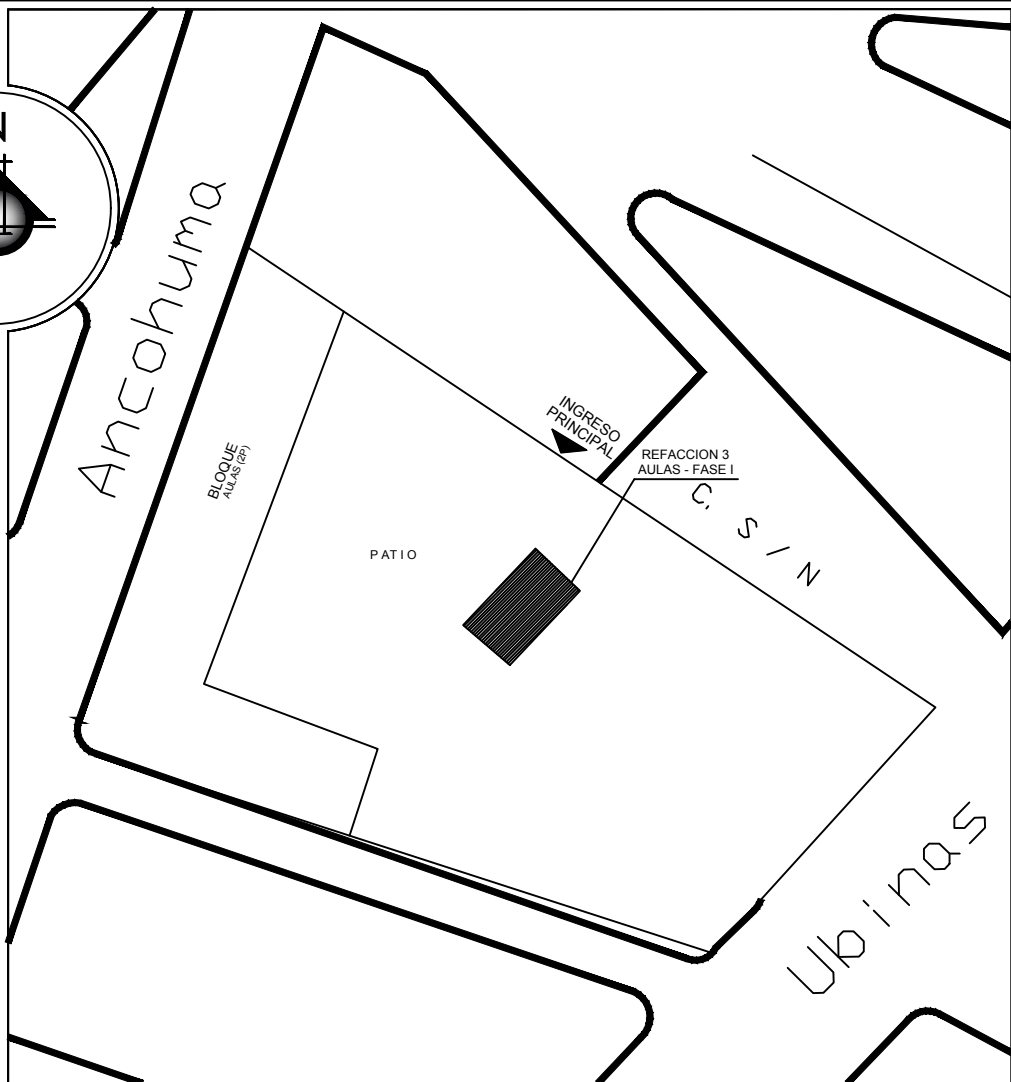 N
Ancohuma
BLOQUE
AULAS (2P)
INGRESO
PRINCIPAL
REFACCION 3
AULAS - FASE I
C. S / N
PATIO
Ubinas